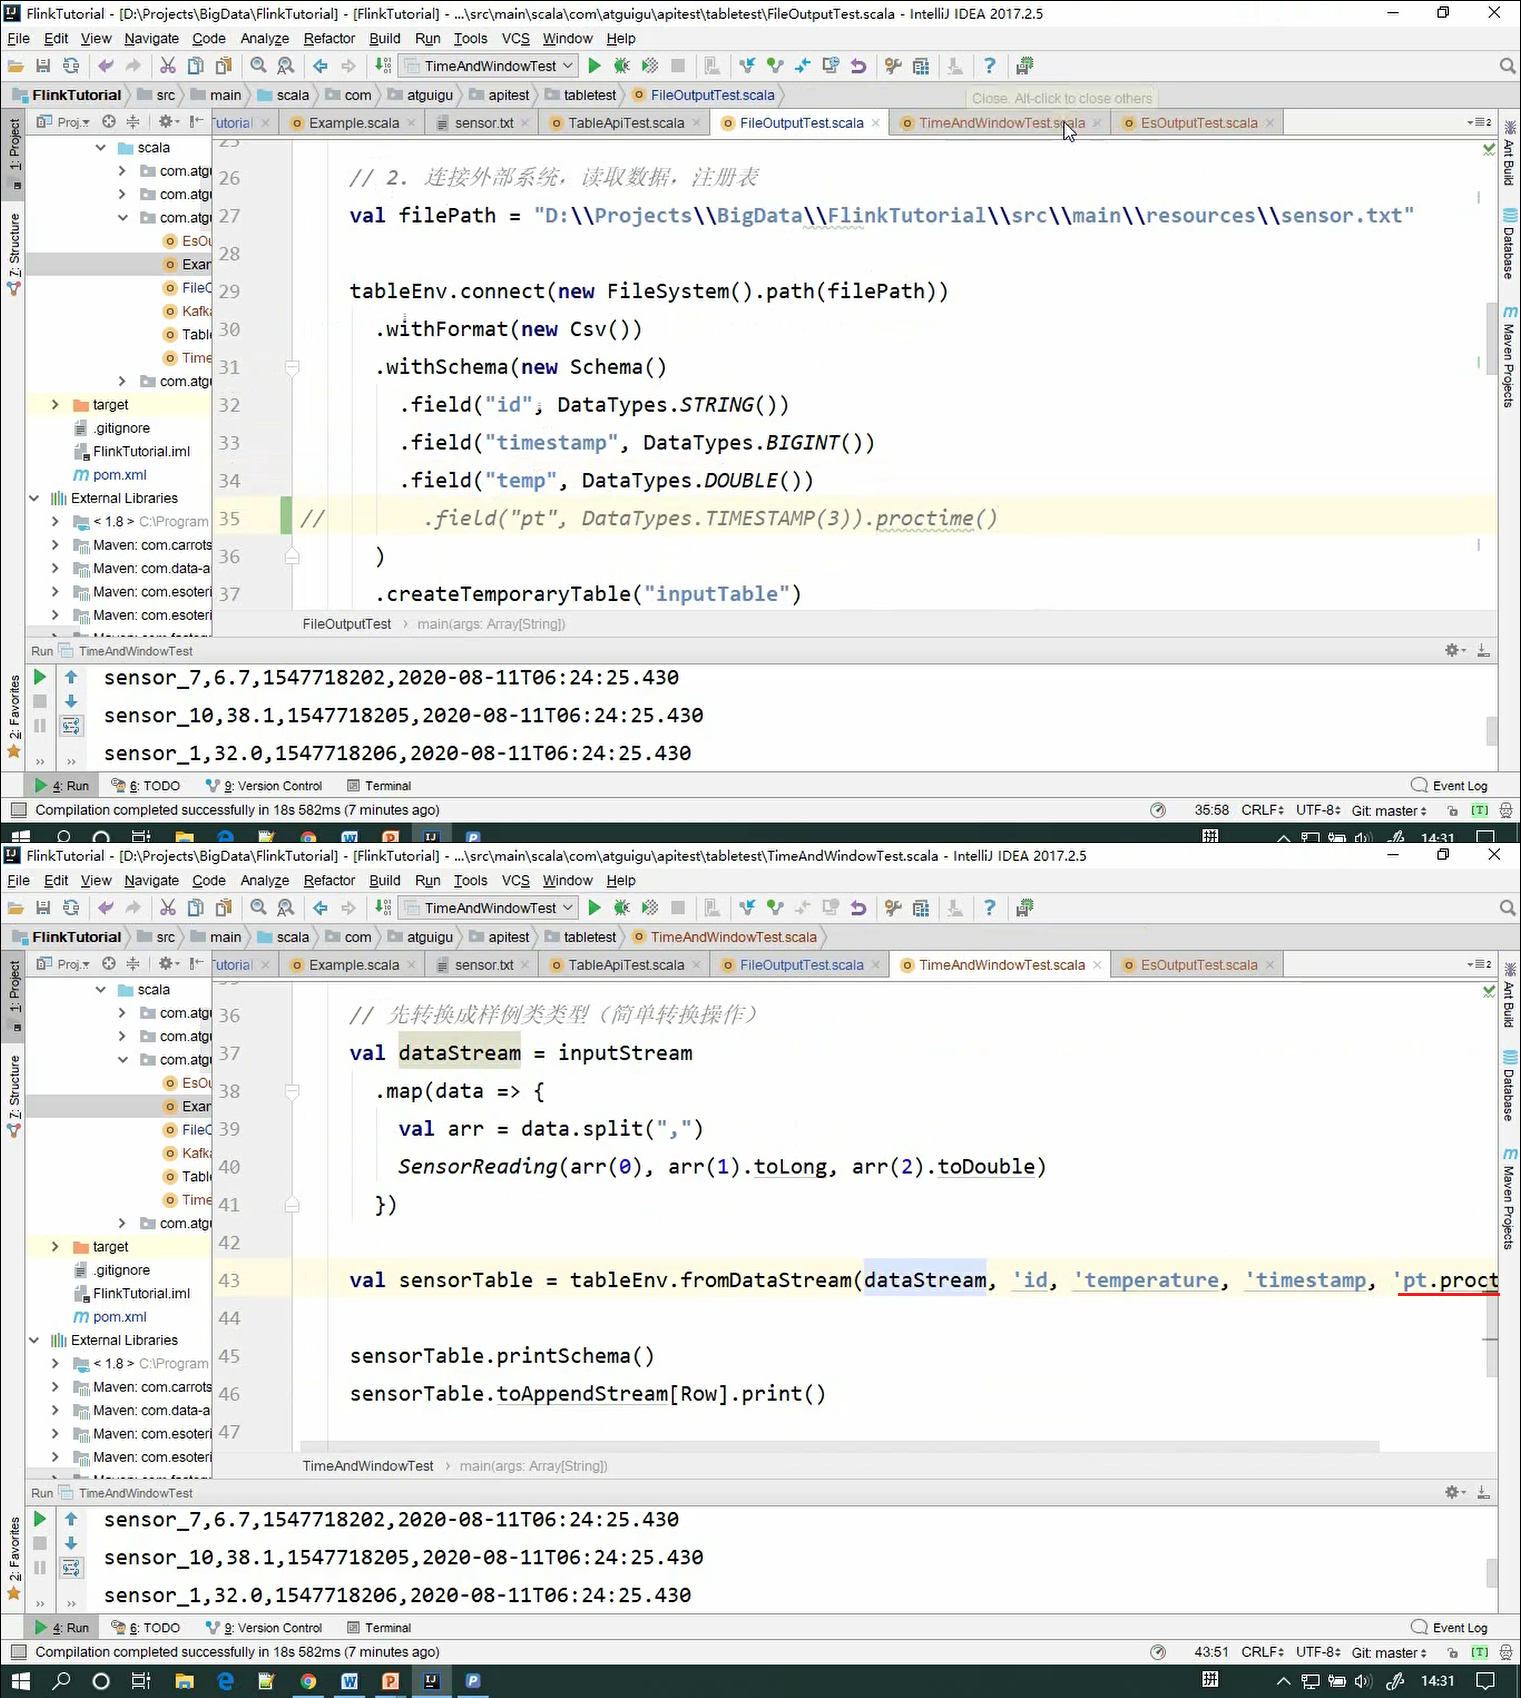 FlinkTutorial - [D:\Projects\BigData\FlinkTutorial] - [FlinkTutorial] - ...\src\main\scala\com\atguigu\apitest\tabletest\FileOutputTest.scala - IntelliJ IDEA 2017.2.5
File Edit View Navigate Code Analyze Refactor Build Run Tools VCS Window Help
TimeAndWindowTest
FlinkTutorial src main scala com atguigu apitest tabletest FileOutputTest.scala
Close. Alt-click to close others
Proj. utorial Example.scala sensor.txt TableApiTest.scala FileOutputTest.scala TimeAndWindowTest.scala EsOutputTest.scala
1: Project
7: Structure
2: Favorites
Ant Build
Database
Maven Projects
scala
com.atg
com.atg
com.atg
EsOu
Exar
FileO
Kafk
Tabl
Time
com.atg
target
.gitignore
FlinkTutorial.iml
pom.xml
External Libraries
< 1.8 > C:\Program
Maven: com.carrots
Maven: com.data-a
Maven: com.esoteri
Maven: com.esoteri
25
26 // 2. 连接外部系统，读取数据，注册表
27 val filePath = "D:\\Projects\\BigData\\FlinkTutorial\\src\\main\\resources\\sensor.txt"
28
29 tableEnv.connect(new FileSystem().path(filePath))
30 .withFormat(new Csv())
31 .withSchema(new Schema()
32 .field("id", DataTypes.STRING())
33 .field("timestamp", DataTypes.BIGINT())
34 .field("temp", DataTypes.DOUBLE())
35 // .field("pt", DataTypes.TIMESTAMP(3)).proctime()
36 )
37 .createTemporaryTable("inputTable")
FileOutputTest main(args: Array[String])
Run TimeAndWindowTest
sensor_7,6.7,1547718202,2020-08-11T06:24:25.430
sensor_10,38.1,1547718205,2020-08-11T06:24:25.430
sensor_1,32.0,1547718206,2020-08-11T06:24:25.430
4: Run 6: TODO 9: Version Control Terminal Event Log
Compilation completed successfully in 18s 582ms (7 minutes ago) 35:58 CRLF UTF-8 Git: master [T]
拼 14:31
FlinkTutorial - [D:\Projects\BigData\FlinkTutorial] - [FlinkTutorial] - ...\src\main\scala\com\atguigu\apitest\tabletest\TimeAndWindowTest.scala - IntelliJ IDEA 2017.2.5
File Edit View Navigate Code Analyze Refactor Build Run Tools VCS Window Help
TimeAndWindowTest
FlinkTutorial src main scala com atguigu apitest tabletest TimeAndWindowTest.scala
Proj. utorial Example.scala sensor.txt TableApiTest.scala FileOutputTest.scala TimeAndWindowTest.scala EsOutputTest.scala
1: Project
7: Structure
2: Favorites
Ant Build
Database
Maven Projects
scala
com.atg
com.atg
com.atg
EsOu
Exar
FileO
Kafk
Tabl
Time
com.atg
target
.gitignore
FlinkTutorial.iml
pom.xml
External Libraries
< 1.8 > C:\Program
Maven: com.carrots
Maven: com.data-a
Maven: com.esoteri
Maven: com.esoteri
36 // 先转换成样例类类型（简单转换操作）
37 val dataStream = inputStream
38 .map(data => {
39 val arr = data.split(",")
40 SensorReading(arr(0), arr(1).toLong, arr(2).toDouble)
41 })
42
43 val sensorTable = tableEnv.fromDataStream(dataStream, 'id, 'temperature, 'timestamp, 'pt.proct
44
45 sensorTable.printSchema()
46 sensorTable.toAppendStream[Row].print()
47
TimeAndWindowTest main(args: Array[String])
Run TimeAndWindowTest
sensor_7,6.7,1547718202,2020-08-11T06:24:25.430
sensor_10,38.1,1547718205,2020-08-11T06:24:25.430
sensor_1,32.0,1547718206,2020-08-11T06:24:25.430
4: Run 6: TODO 9: Version Control Terminal Event Log
Compilation completed successfully in 18s 582ms (7 minutes ago) 43:51 CRLF UTF-8 Git: master [T]
拼 14:31